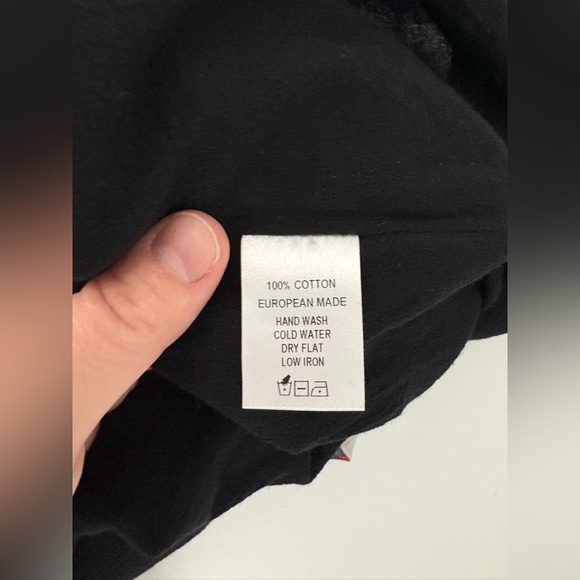 100% COTTON
EUROPEAN MADE
HAND WASH
COLD WATER
DRY FLAT
LOW IRON